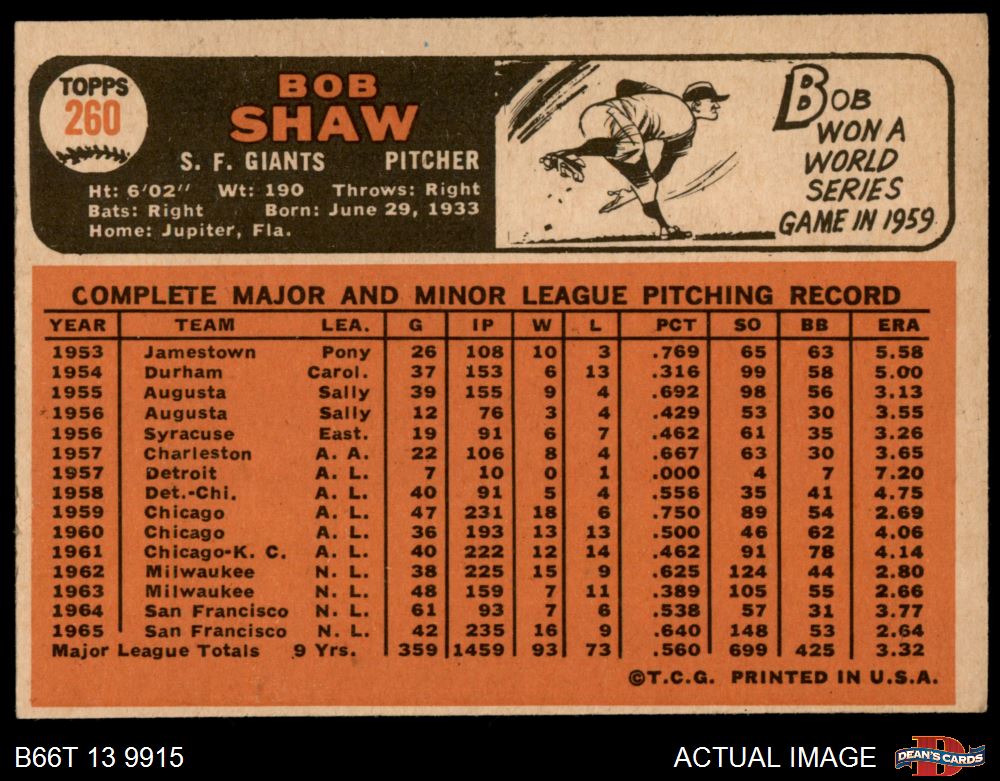 TOPPS
260
BOB
SHAW
S. F. GIANTS PITCHER
Ht: 6'02" Wt: 190 Throws: Right
Bats: Right Born: June 29, 1933
Home: Jupiter, Fla.
BOB
WON A
WORLD
SERIES
GAME IN 1959
COMPLETE MAJOR AND MINOR LEAGUE PITCHING RECORD
YEAR TEAM LEA. G IP W L PCT SO BB ERA
1953 Jamestown Pony 26 108 10 3 .769 65 63 5.58
1954 Durham Carol. 37 153 6 13 .316 99 58 5.00
1955 Augusta Sally 39 155 9 4 .692 98 56 3.13
1956 Augusta Sally 12 76 3 4 .429 53 30 3.55
1956 Syracuse East. 19 91 6 7 .462 61 35 3.26
1957 Charleston A. A. 22 106 8 4 .667 63 30 3.65
1957 Detroit A. L. 7 10 0 1 .000 4 7 7.20
1958 Det.-Chi. A. L. 40 91 5 4 .556 35 41 4.75
1959 Chicago A. L. 47 231 18 6 .750 89 54 2.69
1960 Chicago A. L. 36 193 13 13 .500 46 62 4.06
1961 Chicago-K. C. A. L. 40 222 12 14 .462 91 78 4.14
1962 Milwaukee N. L. 38 225 15 9 .625 124 44 2.80
1963 Milwaukee N. L. 48 159 7 11 .389 105 55 2.66
1964 San Francisco N. L. 61 93 7 6 .538 57 31 3.77
1965 San Francisco N. L. 42 235 16 9 .640 148 53 2.64
Major League Totals 9 Yrs. 359 1459 93 73 .560 699 425 3.32
©T.C.G. PRINTED IN U.S.A.
B66T 13 9915 ACTUAL IMAGE
D
DEAN'S CARDS